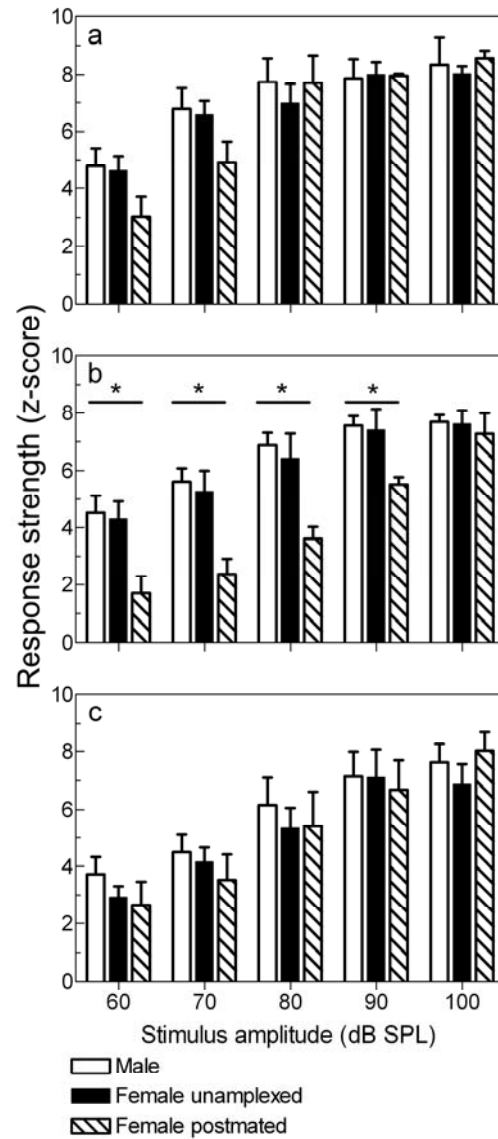 a
10
8
6
4
2
0
b
10
* * * *
8
6
4
2
0
c
10
8
6
4
2
0
Response strength (z-score)
60 70 80 90 100
Stimulus amplitude (dB SPL)
Male
Female unamplexed
Female postmated